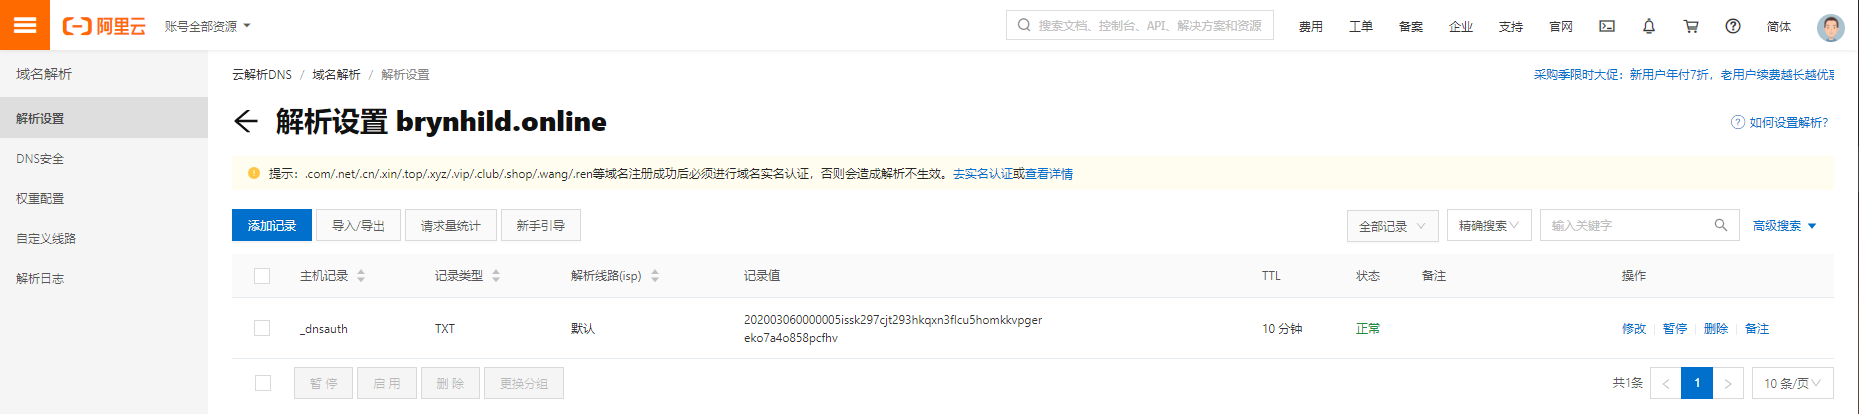 阿里云 账号全部资源 搜索文档、控制台、API、解决方案和资源 费用 工单 备案 企业 支持 官网 简体
域名解析
解析设置
DNS安全
权重配置
自定义线路
解析日志
云解析DNS / 域名解析 / 解析设置
采购季限时大促：新用户年付7折，老用户续费越长越优惠
解析设置 brynhild.online
如何设置解析?
提示：.com/.net/.cn/.xin/.top/.xyz/.vip/.club/.shop/.wang/.ren等域名注册成功后必须进行域名实名认证，否则会造成解析不生效。去实名认证或查看详情
添加记录 导入/导出 请求量统计 新手引导 全部记录 精确搜索 输入关键字 高级搜索
主机记录 记录类型 解析线路(isp) 记录值 TTL 状态 备注 操作
_dnsauth TXT 默认 202003060000005issk297cjt293hkqxn3flcu5homkkvpger
eko7a4o858pcfhv
10 分钟 正常 修改 暂停 删除 备注
暂停 启用 删除 更换分组 共1条 < 1 > 10 条/页